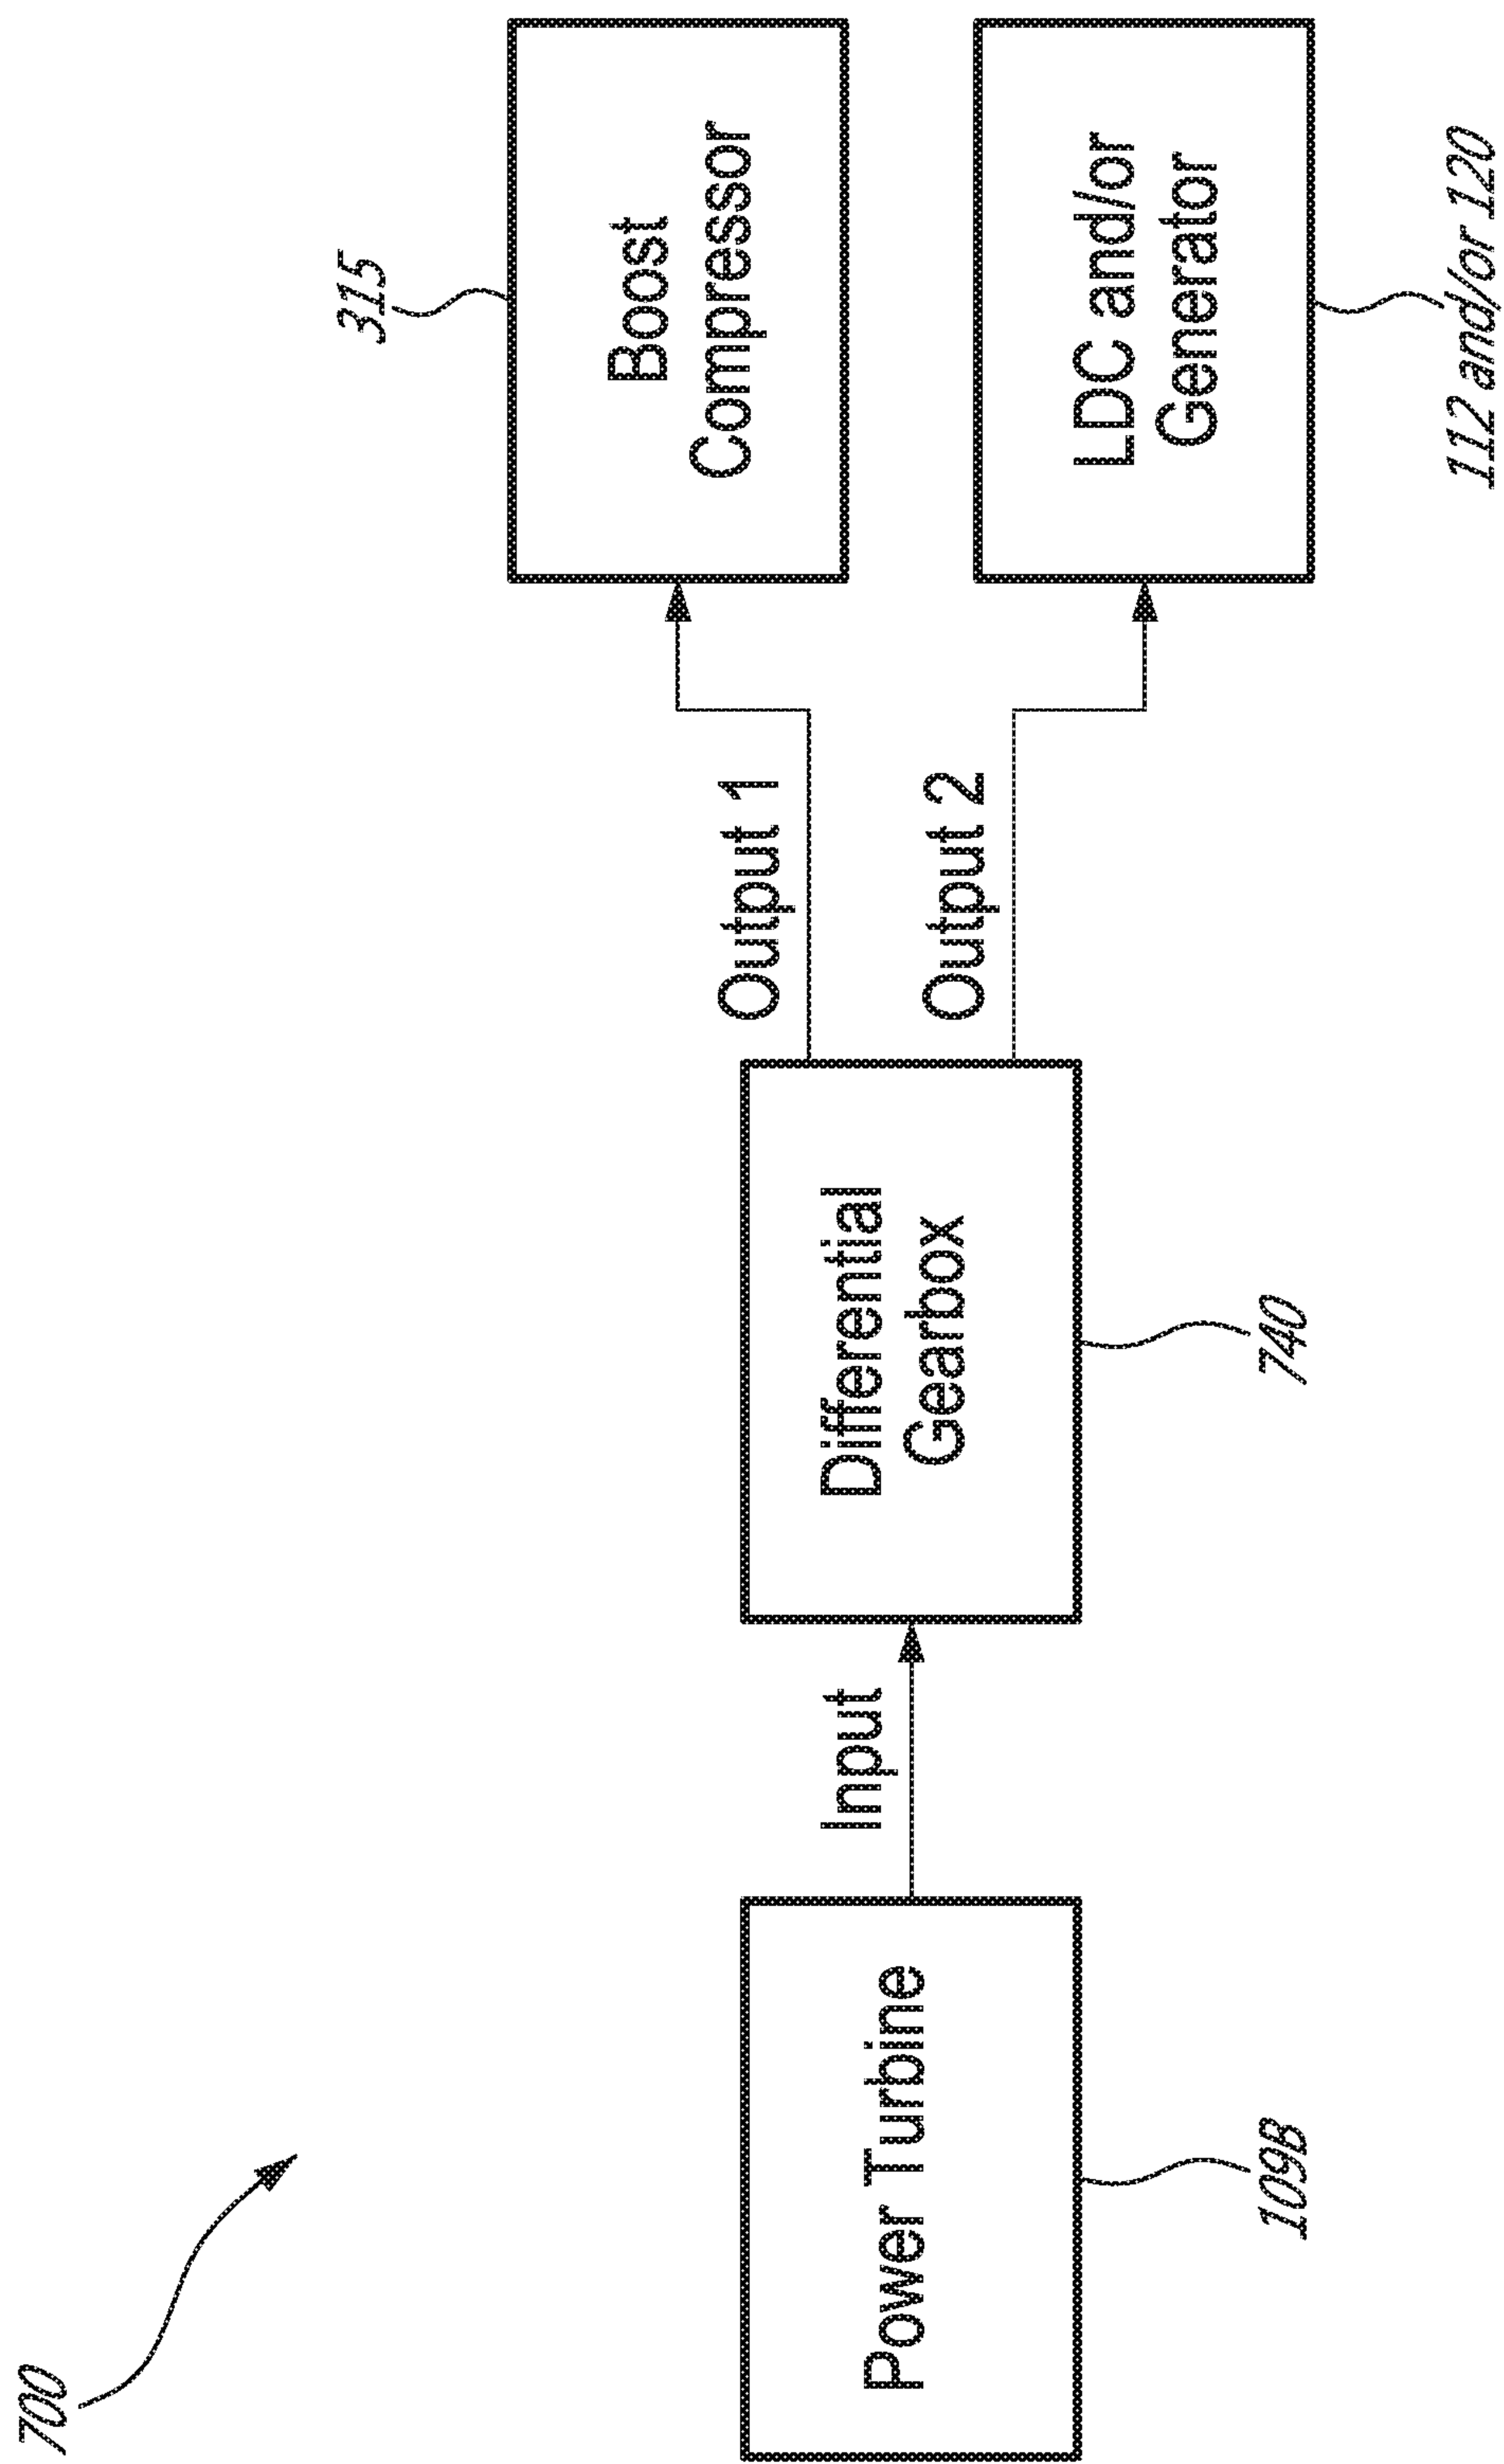 700
315
Boost
Compressor
Output 1
Input
Power Turbine
Differential
Gearbox
Output 2
LDC and/or
Generator
109B
740
112 and/or 120